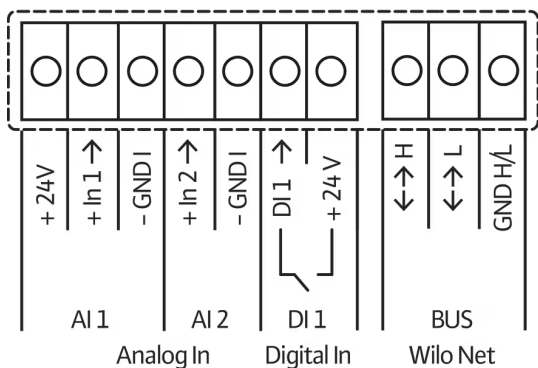 + 24V
+ In 1 →
- GND I
+ In 2 →
- GND I
DI 1 →
+ 24 V
↔ H
↔ L
GND H/L
AI 1 AI 2 DI 1 BUS
Analog In Digital In Wilo Net